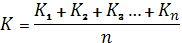 K = (K₁ + K₂ + K₃ ... + Kₙ) / n